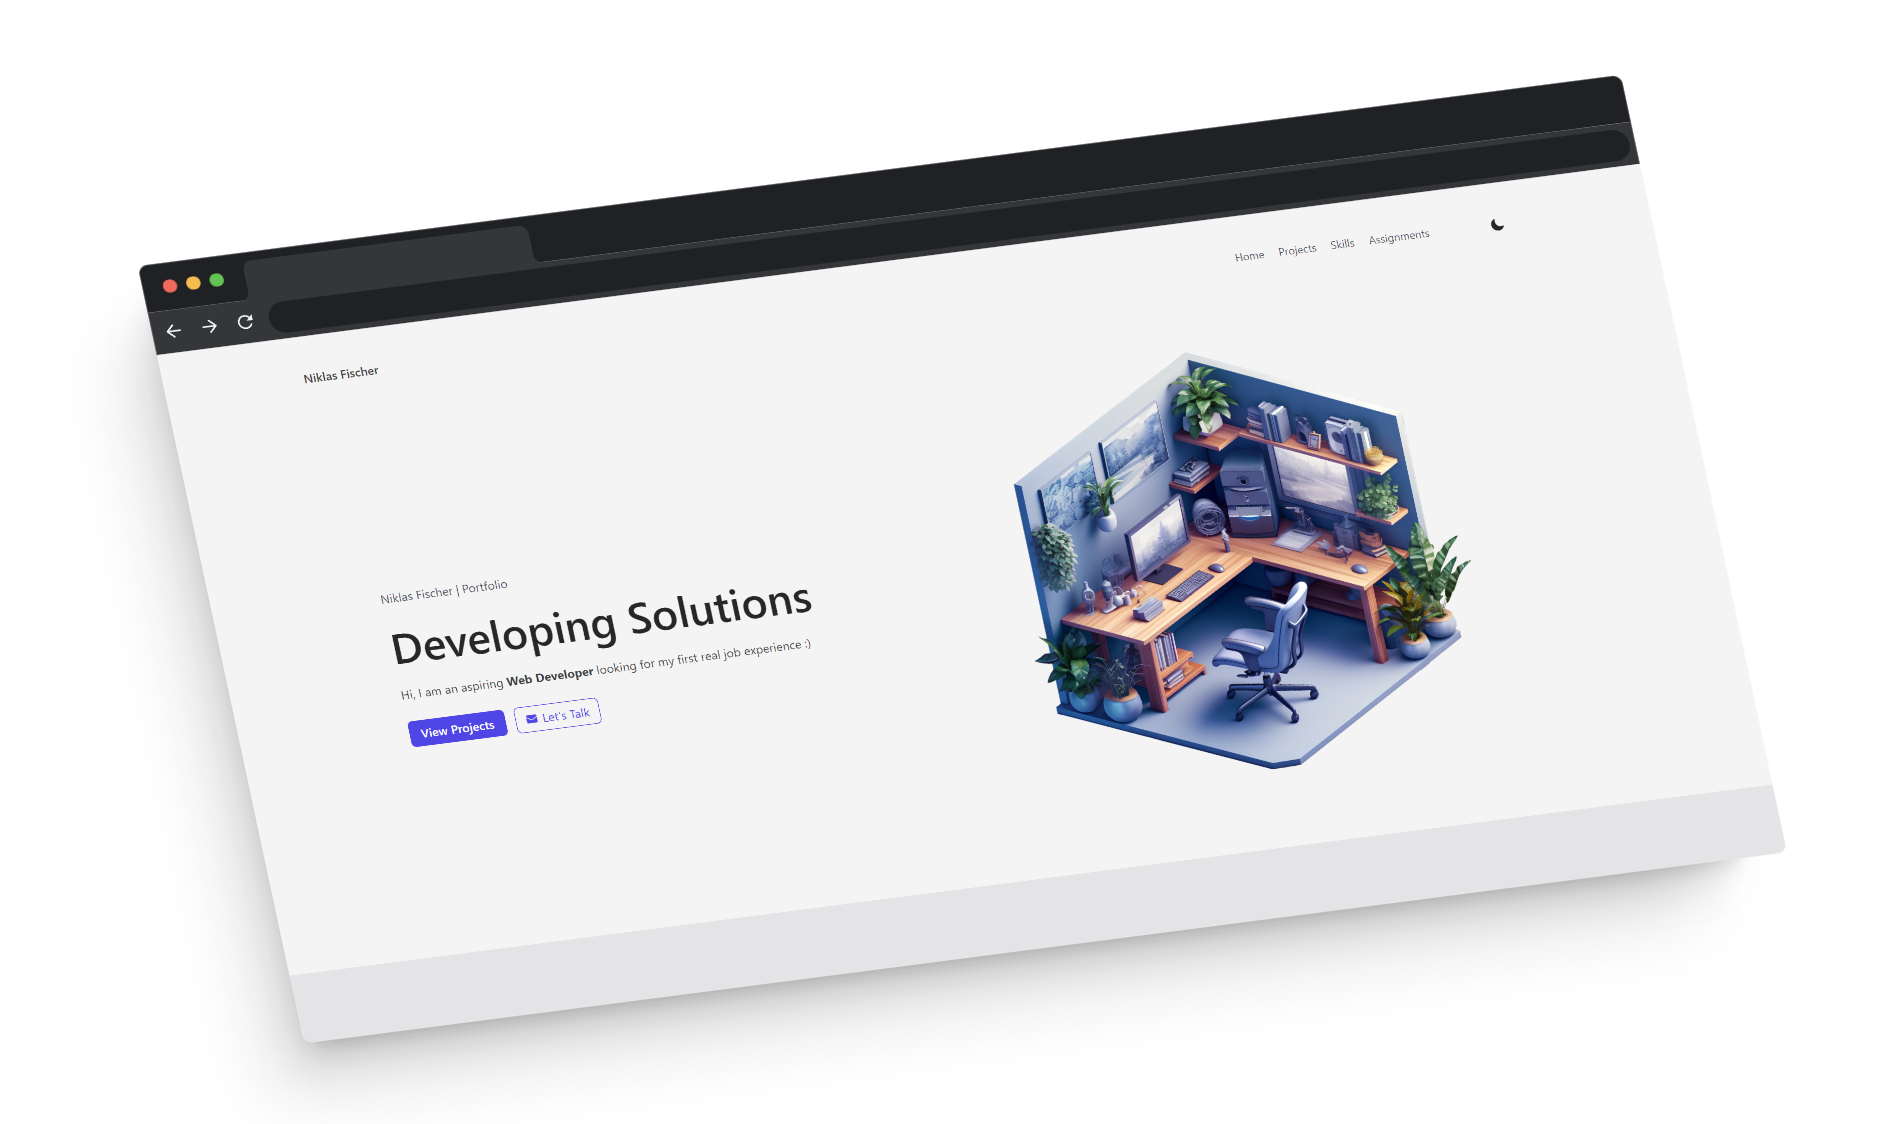 Niklas Fischer
Home Projects Skills Assignments
Niklas Fischer | Portfolio
Developing Solutions
Hi, I am an aspiring Web Developer looking for my first real job experience :)
View Projects
Let's Talk